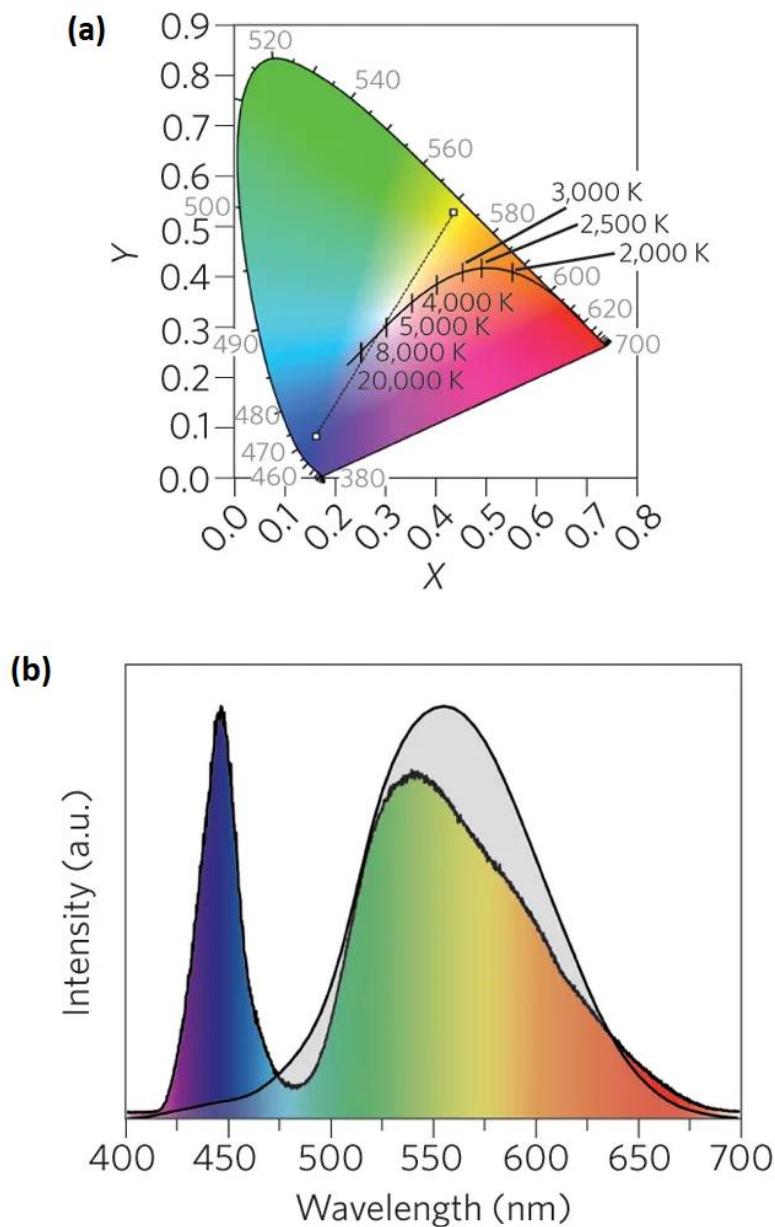 (a)
0.9
0.8
0.7
0.6
0.5
0.4
0.3
0.2
0.1
0.0
Y
520
540
560
580
600
620
700
500
490
480
470
460
380
3,000 K
2,500 K
2,000 K
4,000 K
5,000 K
8,000 K
20,000 K
0.0 0.1 0.2 0.3 0.4 0.5 0.6 0.7 0.8
X
(b)
Intensity (a.u.)
400 450 500 550 600 650 700
Wavelength (nm)